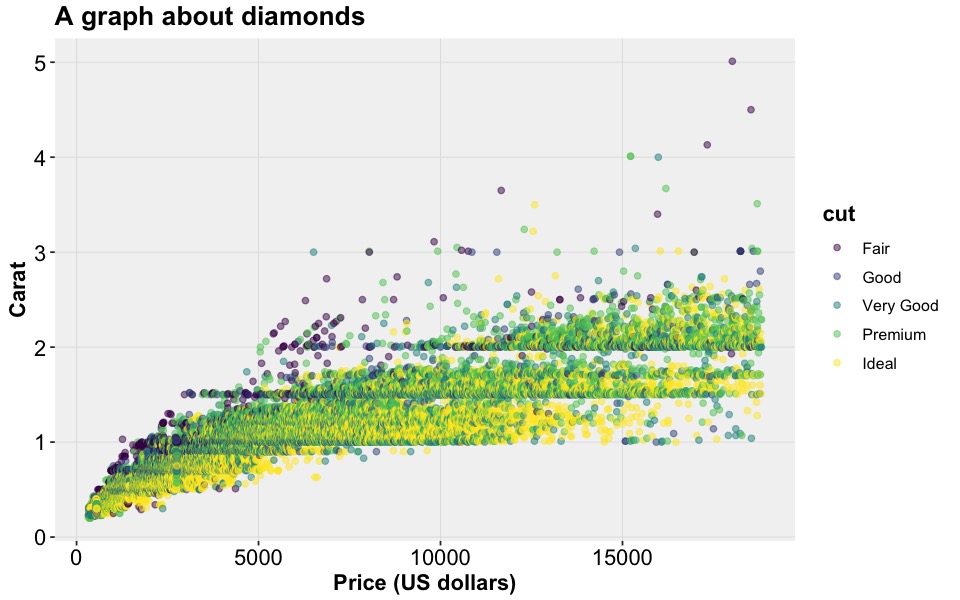 A graph about diamonds
5
4
3
2
1
0
Carat
0 5000 10000 15000
Price (US dollars)
cut
Fair
Good
Very Good
Premium
Ideal